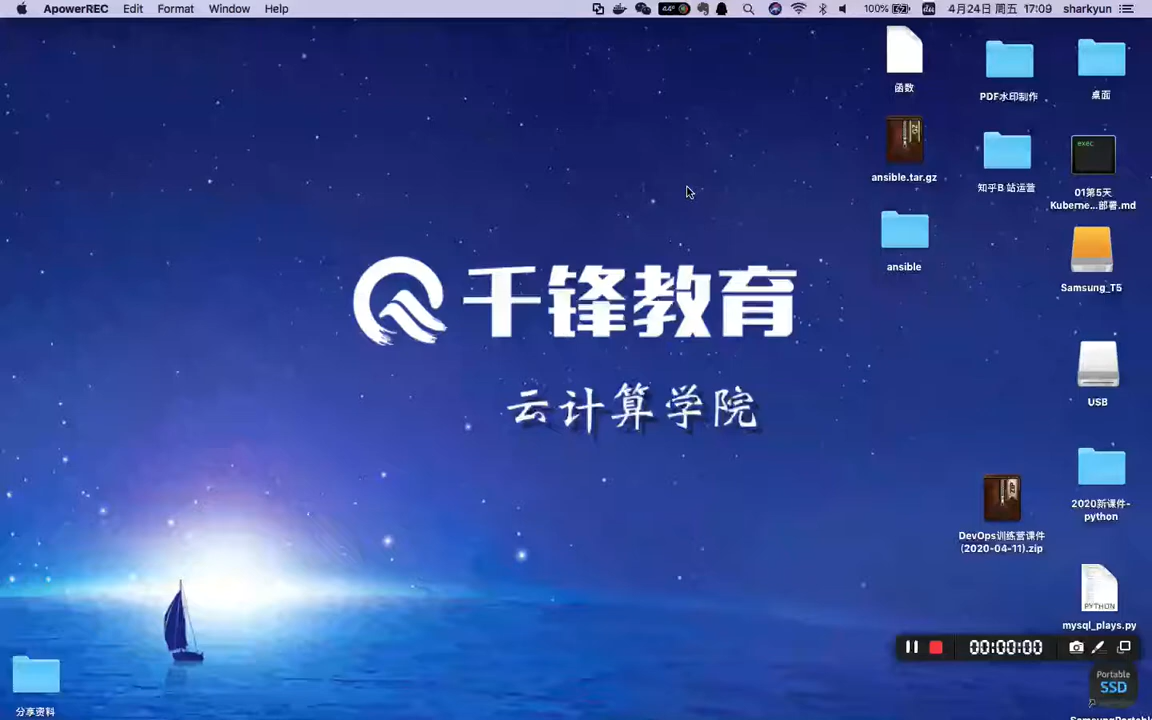 ApowerREC Edit Format Window Help
44° 100% 4月24日 周五 17:09 sharkyun
函数
PDF水印制作
桌面
ansible.tar.gz
知乎B 站运营
exec
01第5天
Kuberne...部署.md
ansible
Samsung_T5
千锋教育
云计算学院
USB
2020新课件-
python
DevOps训练营课件
(2020-04-11).zip
PYTHON
mysql_plays.py
00:00:00
Portable
SSD
分享资料